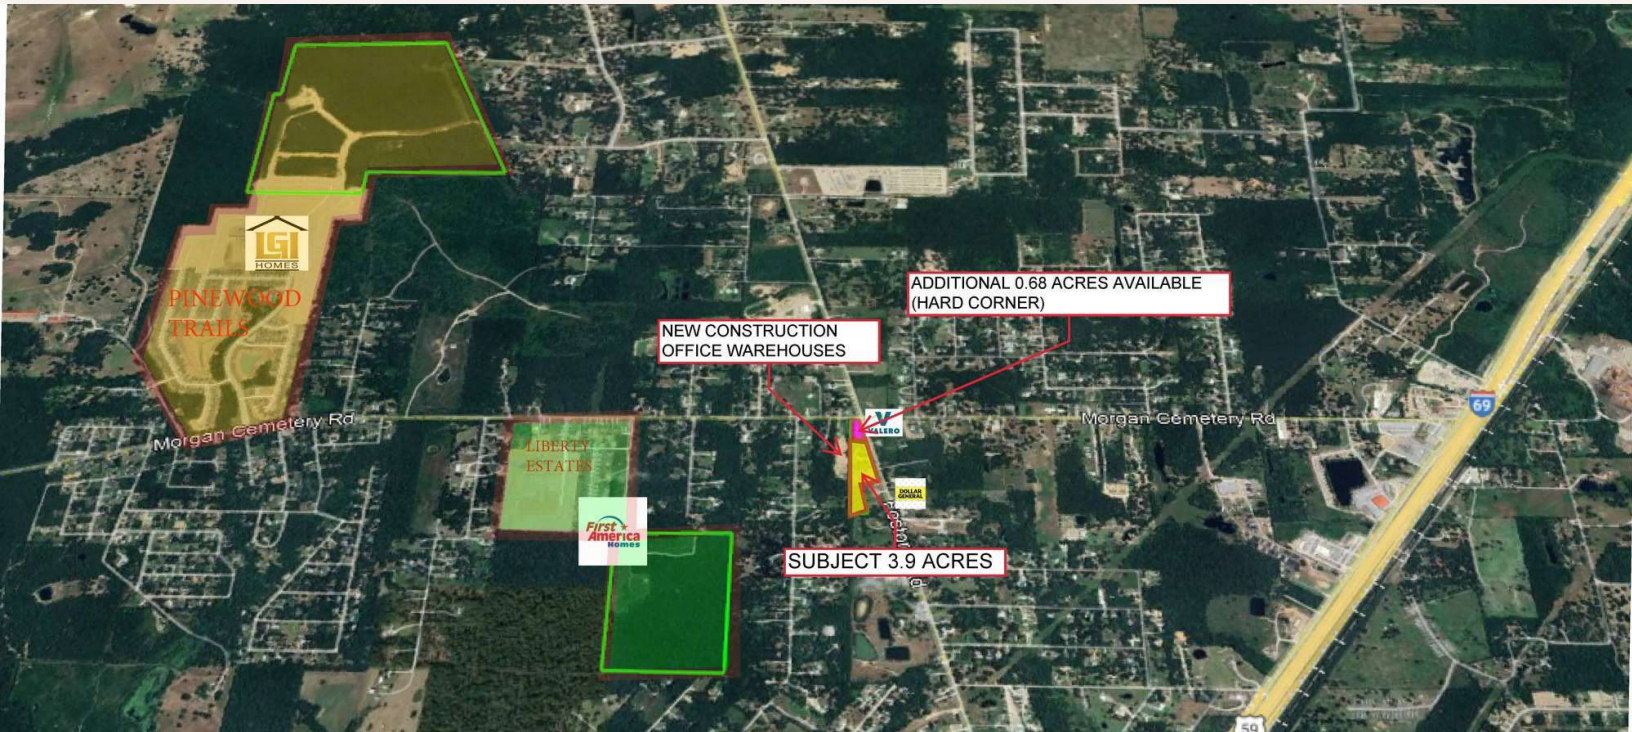 LGI
HOMES
PINEWOOD
TRAILS
ADDITIONAL 0.68 ACRES AVAILABLE
(HARD CORNER)
NEW CONSTRUCTION
OFFICE WAREHOUSES
69
Morgan Cemetery Rd
Morgan Cemetery Rd
V
VALERO
LIBERTY
ESTATES
DOLLAR
GENERAL
First
America
Homes
SUBJECT 3.9 ACRES
59